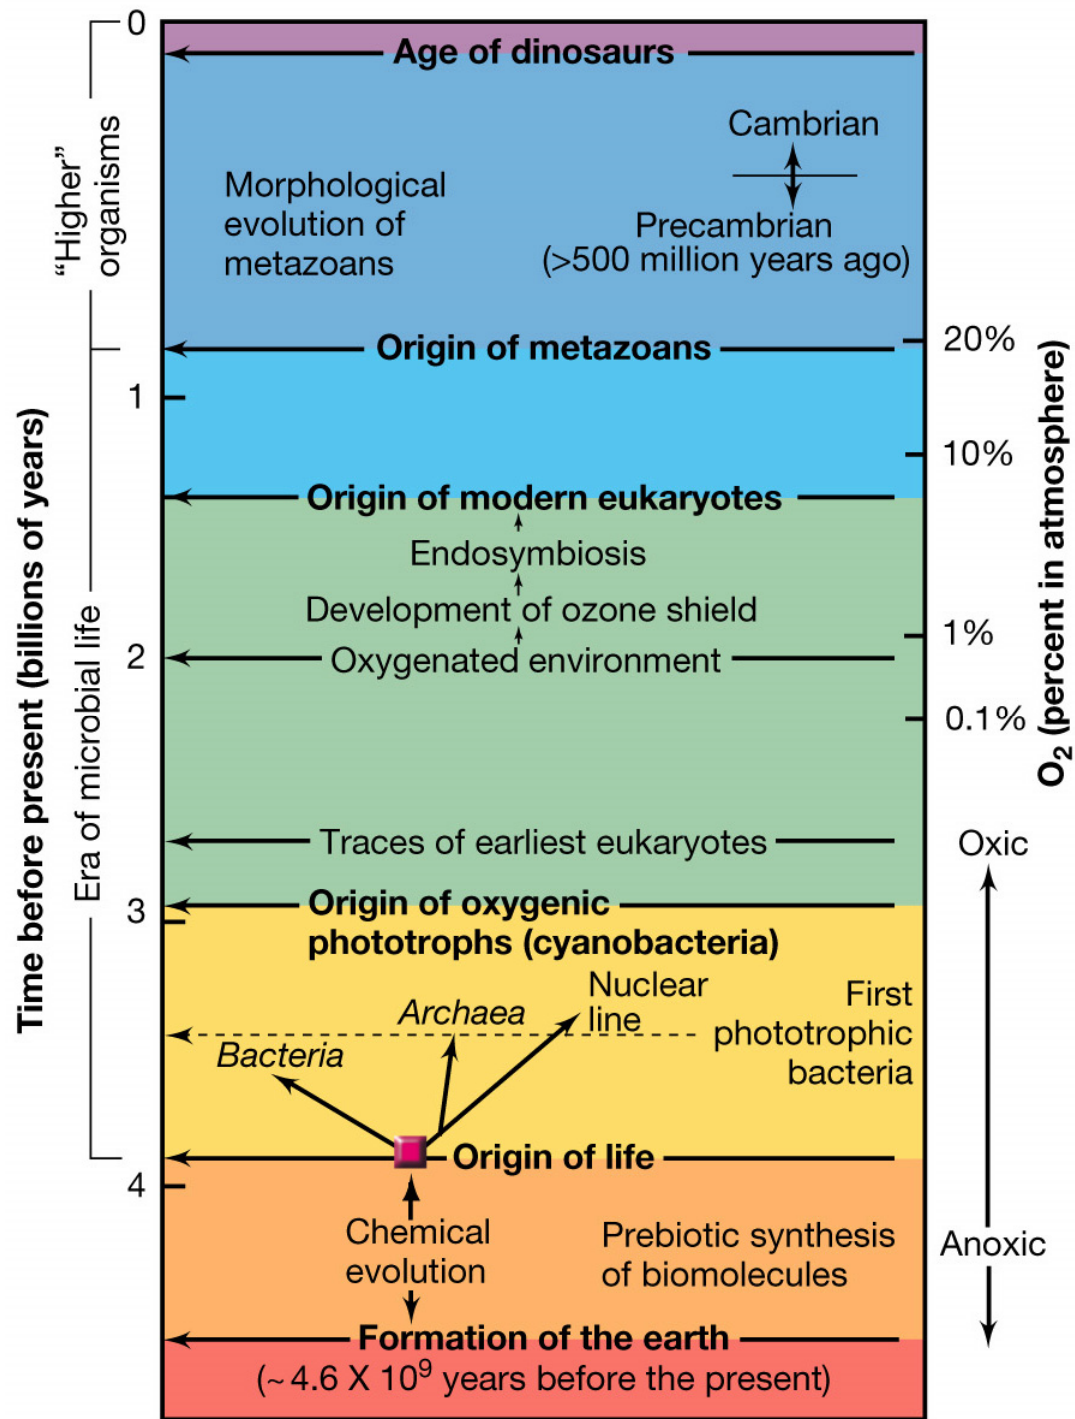 0
Age of dinosaurs
Cambrian
"Higher"
organisms
Morphological
evolution of
metazoans
Precambrian
(>500 million years ago)
Origin of metazoans
20%
1
10%
Origin of modern eukaryotes
Endosymbiosis
Development of ozone shield
1%
2
Oxygenated environment
0.1%
Time before present (billions of years)
Era of microbial life
O₂ (percent in atmosphere)
Traces of earliest eukaryotes
Oxic
3
Origin of oxygenic
phototrophs (cyanobacteria)
Nuclear
line
Archaea
Bacteria
First
phototrophic
bacteria
Origin of life
4
Chemical
evolution
Prebiotic synthesis
of biomolecules
Anoxic
Formation of the earth
(~4.6 X 10⁹ years before the present)